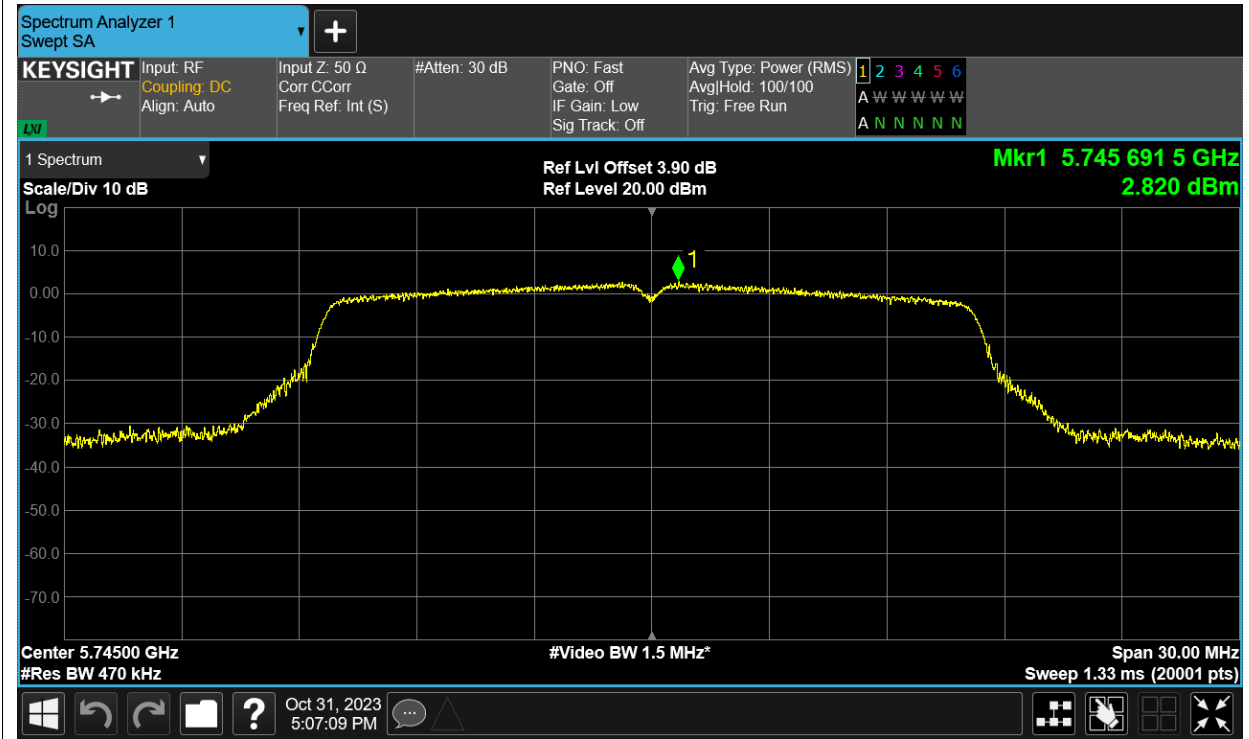 Spectrum Analyzer 1
Swept SA
KEYSIGHT
LXI
Input: RF
Coupling: DC
Align: Auto
Input Z: 50 Ω
Corr CCorr
Freq Ref: Int (S)
#Atten: 30 dB
PNO: Fast
Gate: Off
IF Gain: Low
Sig Track: Off
Avg Type: Power (RMS)
Avg|Hold: 100/100
Trig: Free Run
1 2 3 4 5 6
A W W W W W
A N N N N N
1 Spectrum
Scale/Div 10 dB
Ref Lvl Offset 3.90 dB
Ref Level 20.00 dBm
Mkr1 5.745 691 5 GHz
2.820 dBm
Log
10.0
0.00
-10.0
-20.0
-30.0
-40.0
-50.0
-60.0
-70.0
1
Center 5.74500 GHz
#Res BW 470 kHz
#Video BW 1.5 MHz*
Span 30.00 MHz
Sweep 1.33 ms (20001 pts)
?
Oct 31, 2023
5:07:09 PM